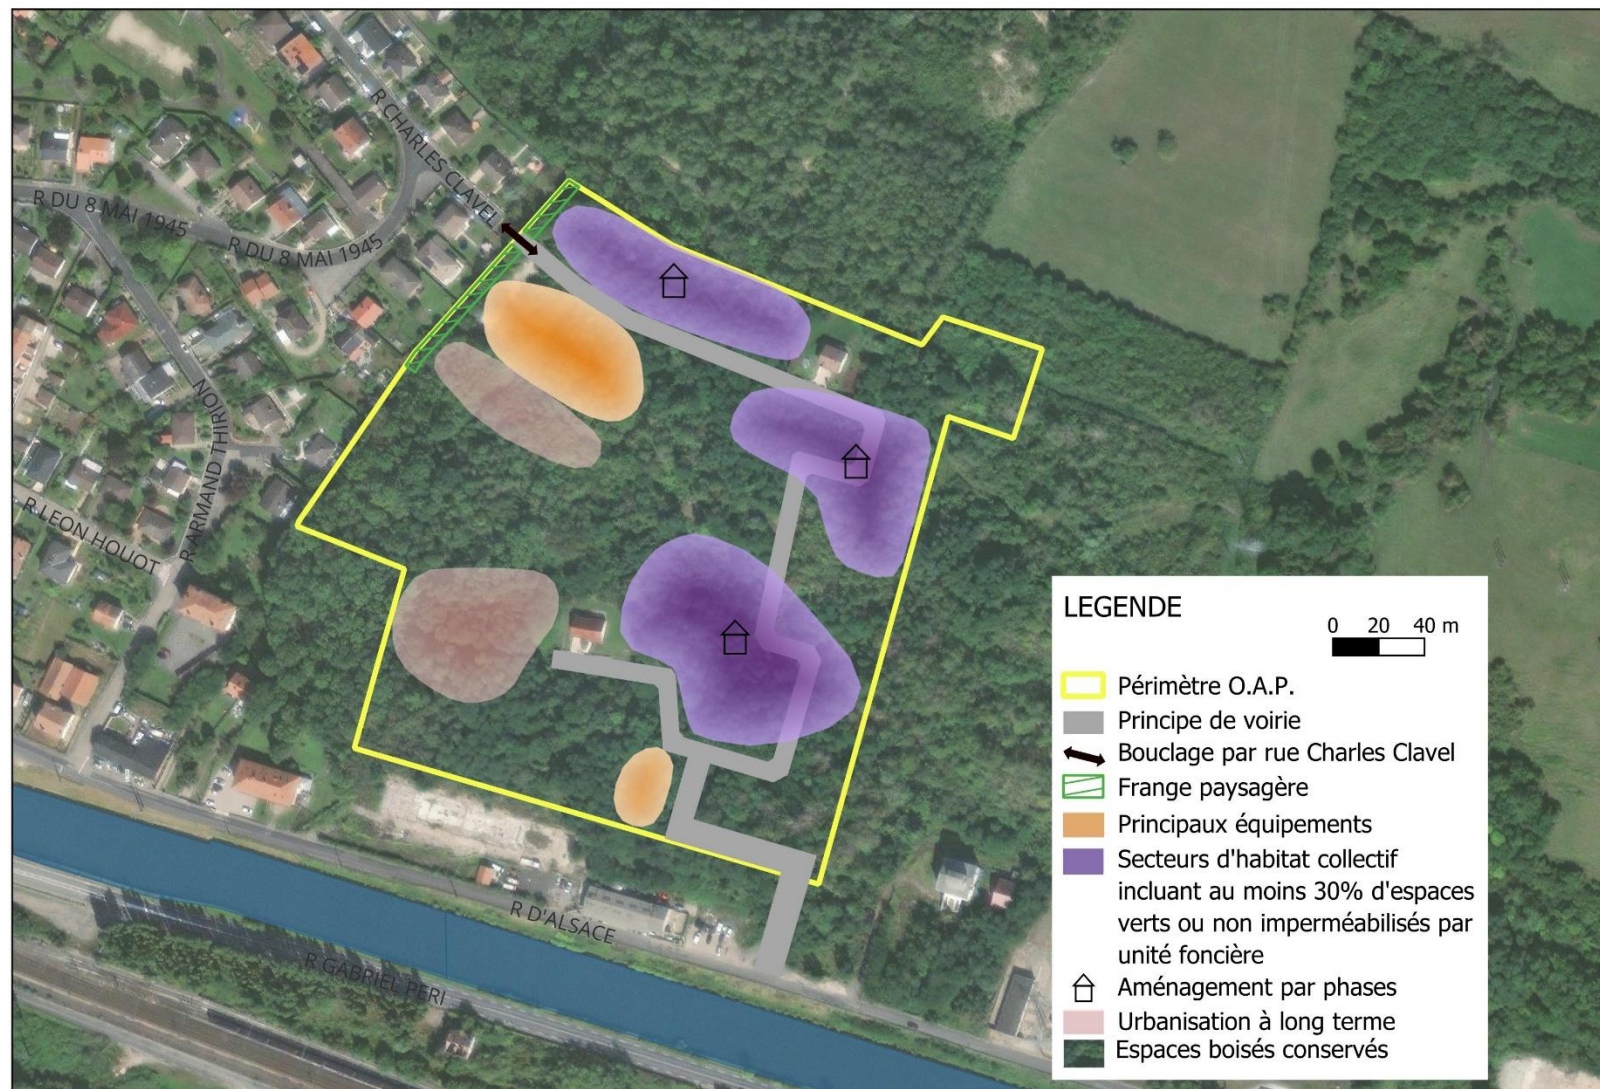 R CHARLES CLAVEL
R DU 8 MAI 1945
R DU 8 MAI 1945
R ARMAND THIRION
R LEON HOUOT
R D'ALSACE
R GABRIEL PERI
LEGENDE
0 20 40 m
Périmètre O.A.P.
Principe de voirie
Bouclage par rue Charles Clavel
Frange paysagère
Principaux équipements
Secteurs d'habitat collectif
incluant au moins 30% d'espaces
verts ou non imperméabilisés par
unité foncière
Aménagement par phases
Urbanisation à long terme
Espaces boisés conservés